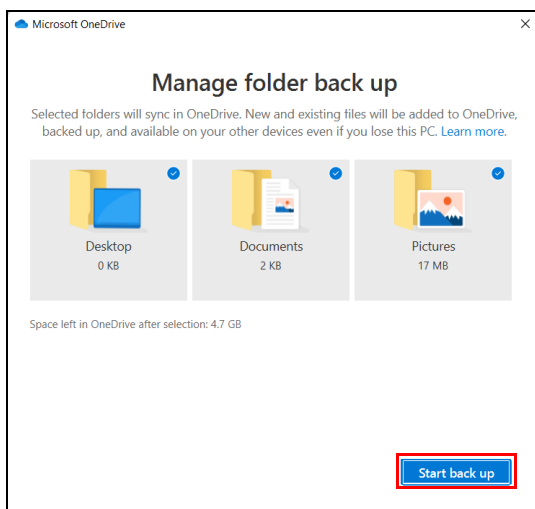 Microsoft OneDrive
Manage folder back up
Selected folders will sync in OneDrive. New and existing files will be added to OneDrive,
backed up, and available on your other devices even if you lose this PC. Learn more.
Desktop
0 KB
Documents
2 KB
Pictures
17 MB
Space left in OneDrive after selection: 4.7 GB
Start back up